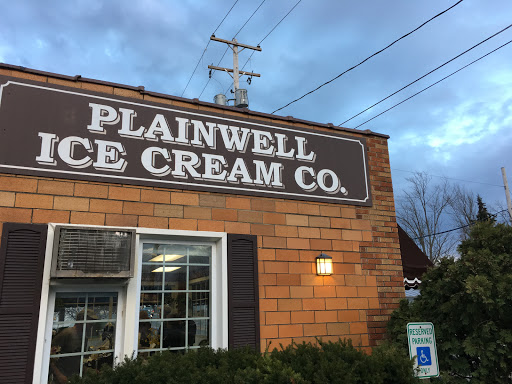 PLAINWELL
ICE CREAM CO.
RESERVED
PARKING
ONLY